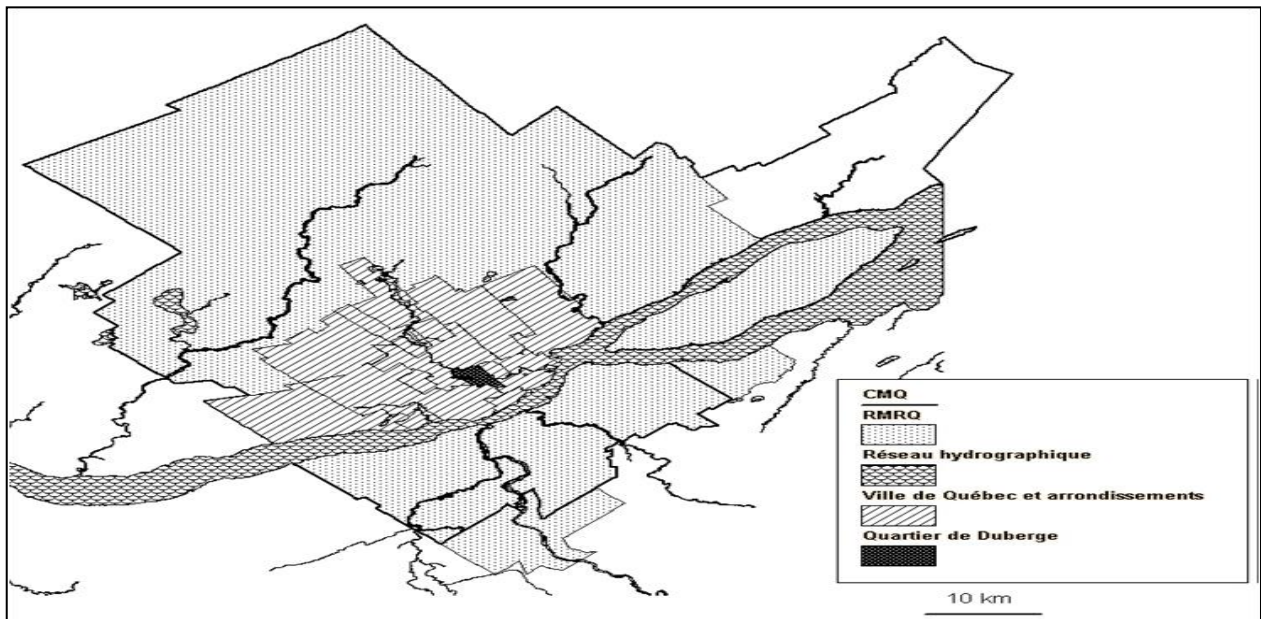 CMQ
RMRQ
Réseau hydrographique
Ville de Québec et arrondissements
Quartier de Duberge
10 km